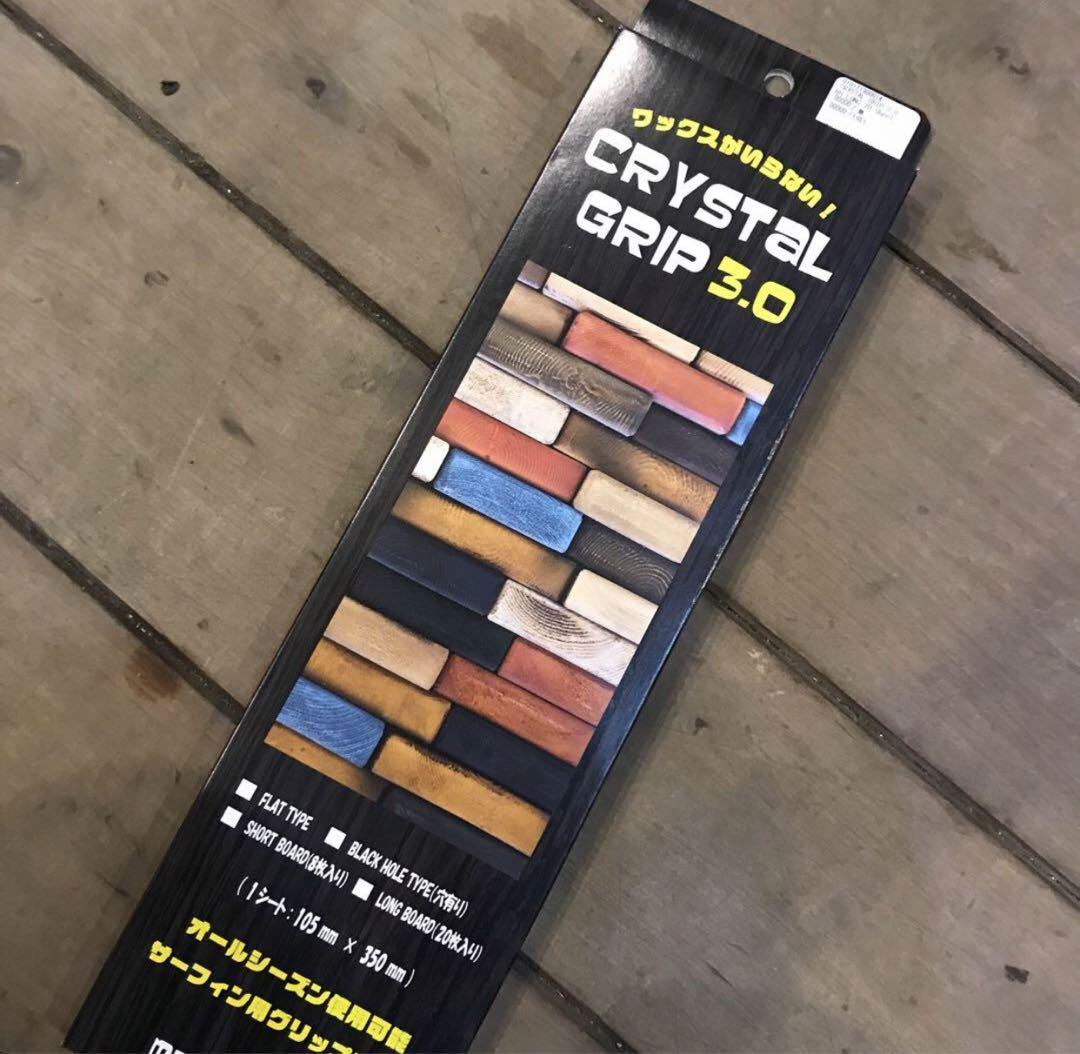 ワックスがいらない!
CRYSTAL
GRIP 3.0
FLAT TYPE
BLACK HOLE TYPE(穴有り)
SHORT BOARD(8枚入り)
LONG BOARD(20枚入り)
(1シート:105mm × 350mm)
オールシーズン使用可能
サーフィン用グリップ